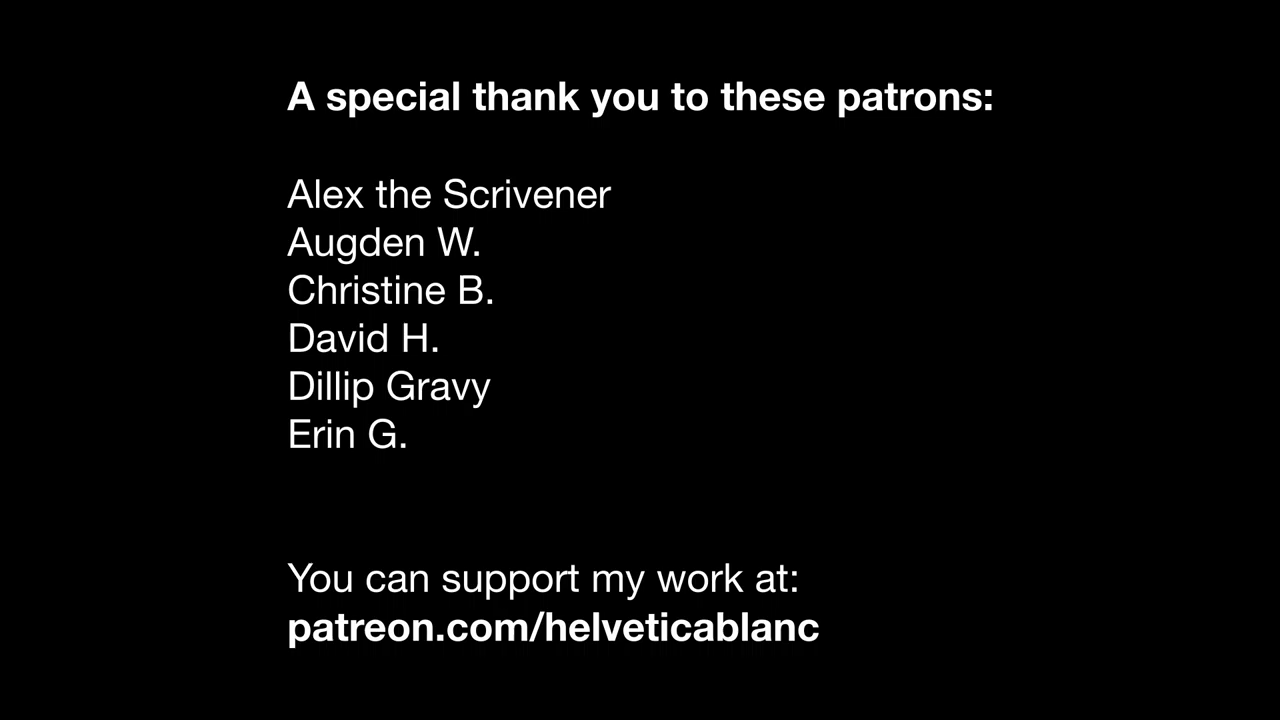 A special thank you to these patrons:
Alex the Scrivener
Augden W.
Christine B.
David H.
Dillip Gravy
Erin G.
You can support my work at:
patreon.com/helveticablanc